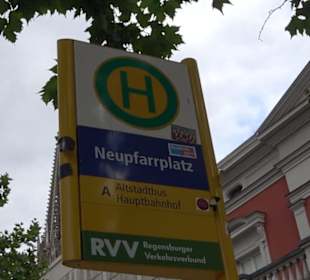 H
Neupfarrplatz
A Altstadtbus
Hauptbahnhof
RVV Regensburger
Verkehrsverbund